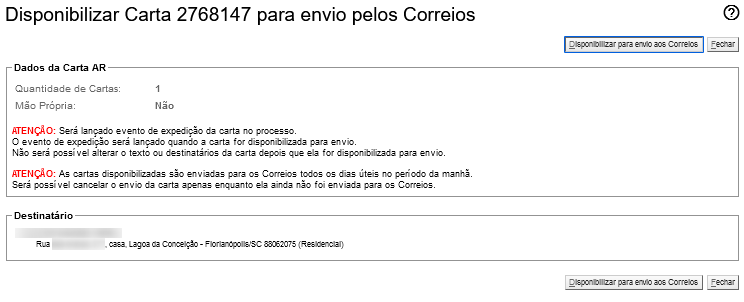 Disponibilizar Carta 2768147 para envio pelos Correios
Disponibilizar para envio aos Correios Fechar
Dados da Carta AR
Quantidade de Cartas: 1
Mão Própria: Não
ATENÇÃO: Será lançado evento de expedição da carta no processo.
O evento de expedição será lançado quando a carta for disponibilizada para envio.
Não será possível alterar o texto ou destinatários da carta depois que ela for disponibilizada para envio.
ATENÇÃO: As cartas disponibilizadas são enviadas para os Correios todos os dias úteis no período da manhã.
Será possível cancelar o envio da carta apenas enquanto ela ainda não foi enviada para os Correios.
Destinatário
Rua , casa, Lagoa da Conceição - Florianópolis/SC 88062075 (Residencial)
Disponibilizar para envio aos Correios Fechar